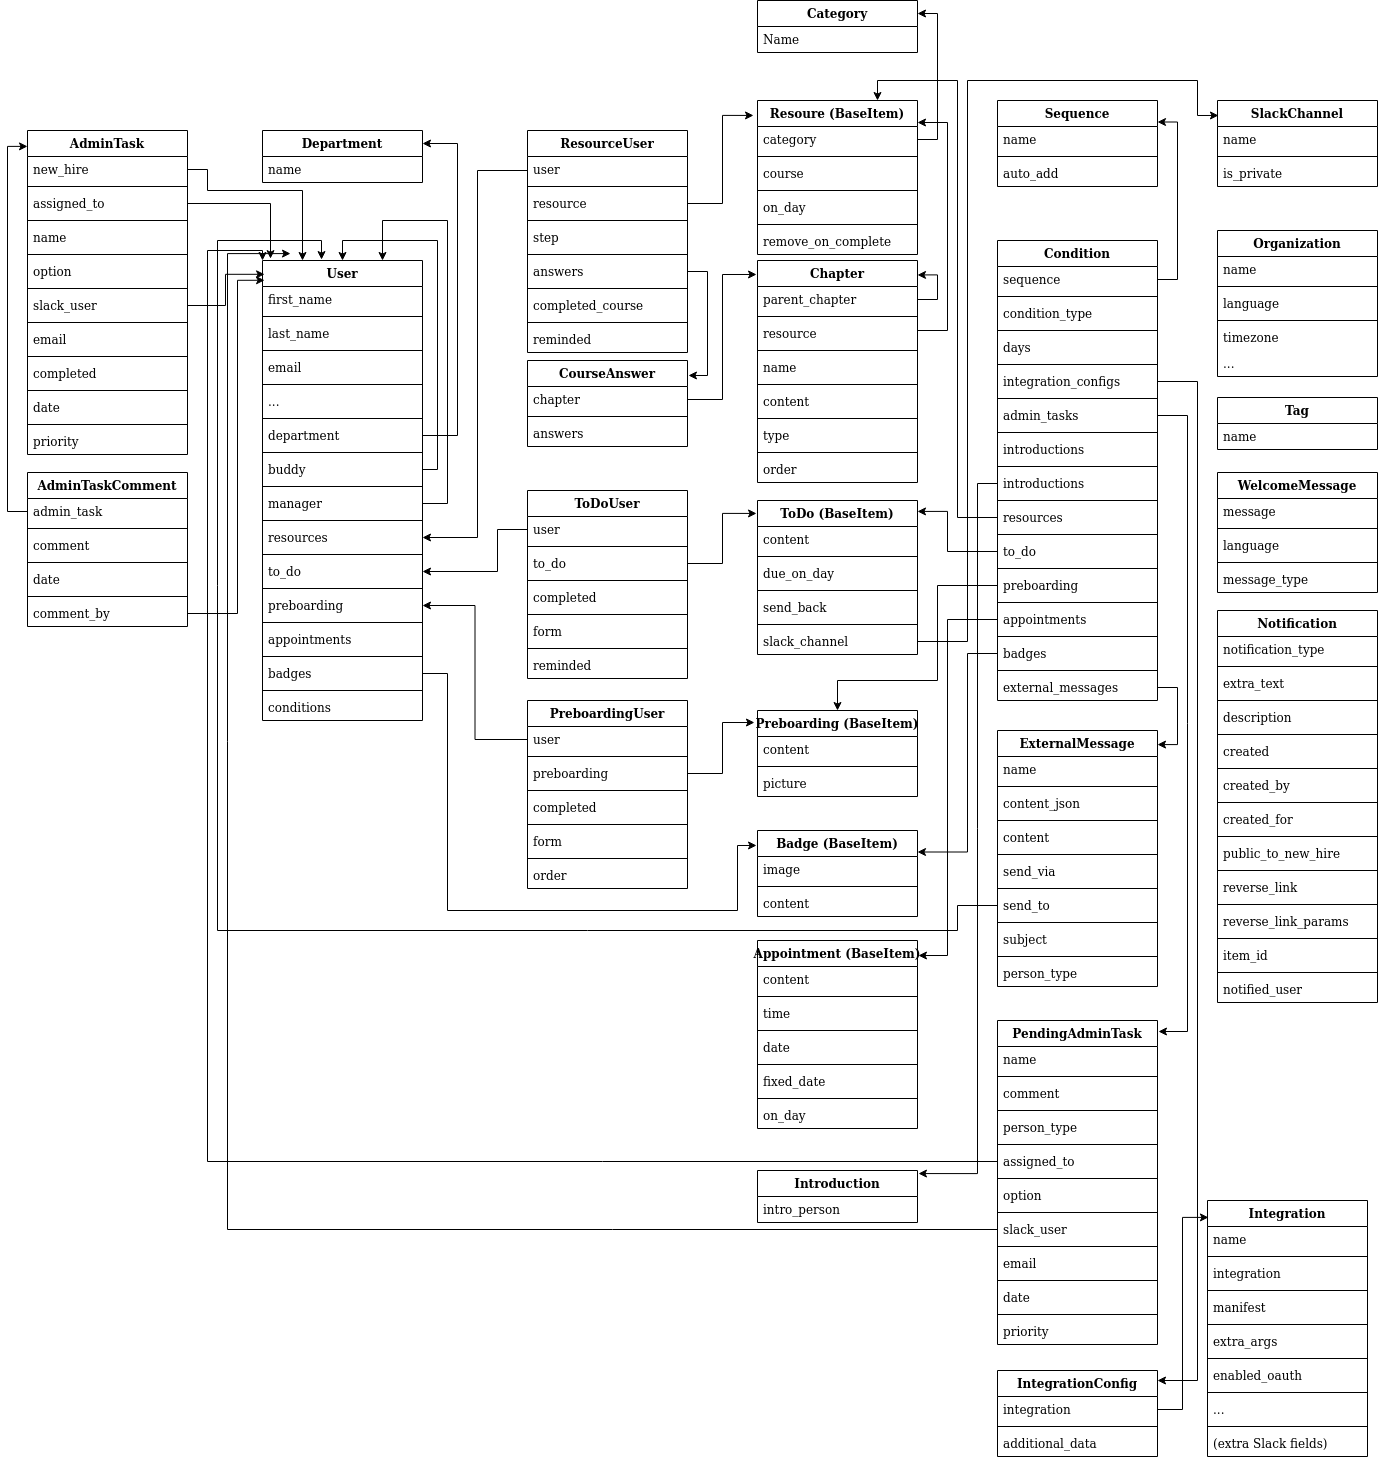 Category
Name
AdminTask
new_hire
assigned_to
name
option
slack_user
email
completed
date
priority
AdminTaskComment
admin_task
comment
date
comment_by
Department
name
User
first_name
last_name
email
...
department
buddy
manager
resources
to_do
preboarding
appointments
badges
conditions
ResourceUser
user
resource
step
answers
completed_course
reminded
CourseAnswer
chapter
answers
ToDoUser
user
to_do
completed
form
reminded
PreboardingUser
user
preboarding
completed
form
order
Resoure (BaseItem)
category
course
on_day
remove_on_complete
Chapter
parent_chapter
resource
name
content
type
order
ToDo (BaseItem)
content
due_on_day
send_back
slack_channel
Preboarding (BaseItem)
content
picture
Badge (BaseItem)
image
content
Appointment (BaseItem)
content
time
date
fixed_date
on_day
Introduction
intro_person
Sequence
name
auto_add
Condition
sequence
condition_type
days
integration_configs
admin_tasks
introductions
introductions
resources
to_do
preboarding
appointments
badges
external_messages
ExternalMessage
name
content_json
content
send_via
send_to
subject
person_type
PendingAdminTask
name
comment
person_type
assigned_to
option
slack_user
email
date
priority
IntegrationConfig
integration
additional_data
SlackChannel
name
is_private
Organization
name
language
timezone
...
Tag
name
WelcomeMessage
message
language
message_type
Notification
notification_type
extra_text
description
created
created_by
created_for
public_to_new_hire
reverse_link
reverse_link_params
item_id
notified_user
Integration
name
integration
manifest
extra_args
enabled_oauth
...
(extra Slack fields)